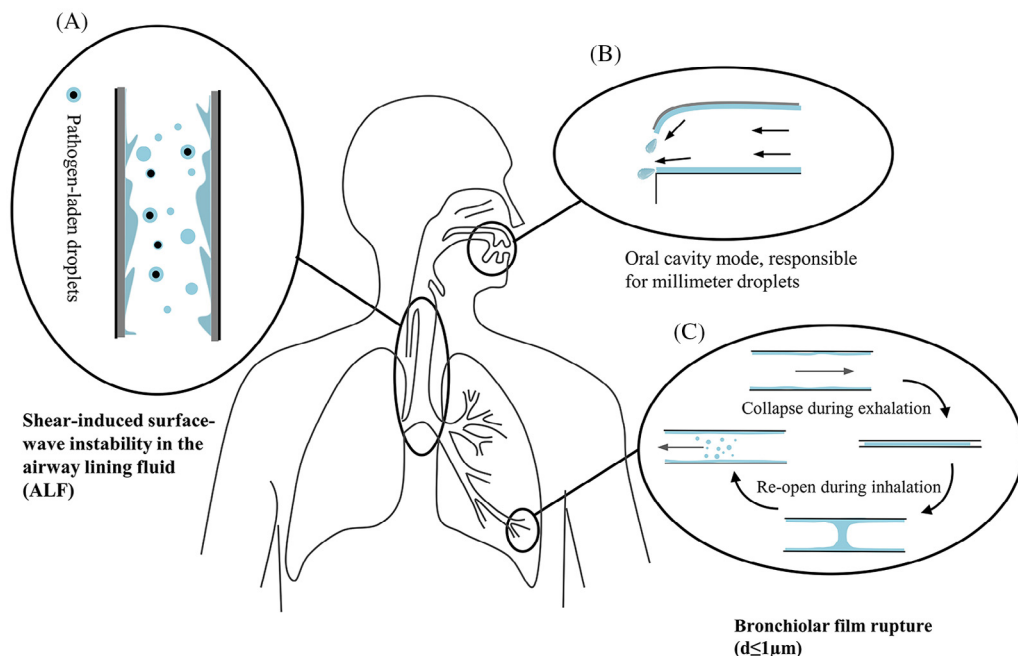 (A)
Pathogen-laden droplets
Shear-induced surface-
wave instability in the
airway lining fluid
(ALF)
(B)
Oral cavity mode, responsible
for millimeter droplets
(C)
Collapse during exhalation
Re-open during inhalation
Bronchiolar film rupture
(d≤1μm)